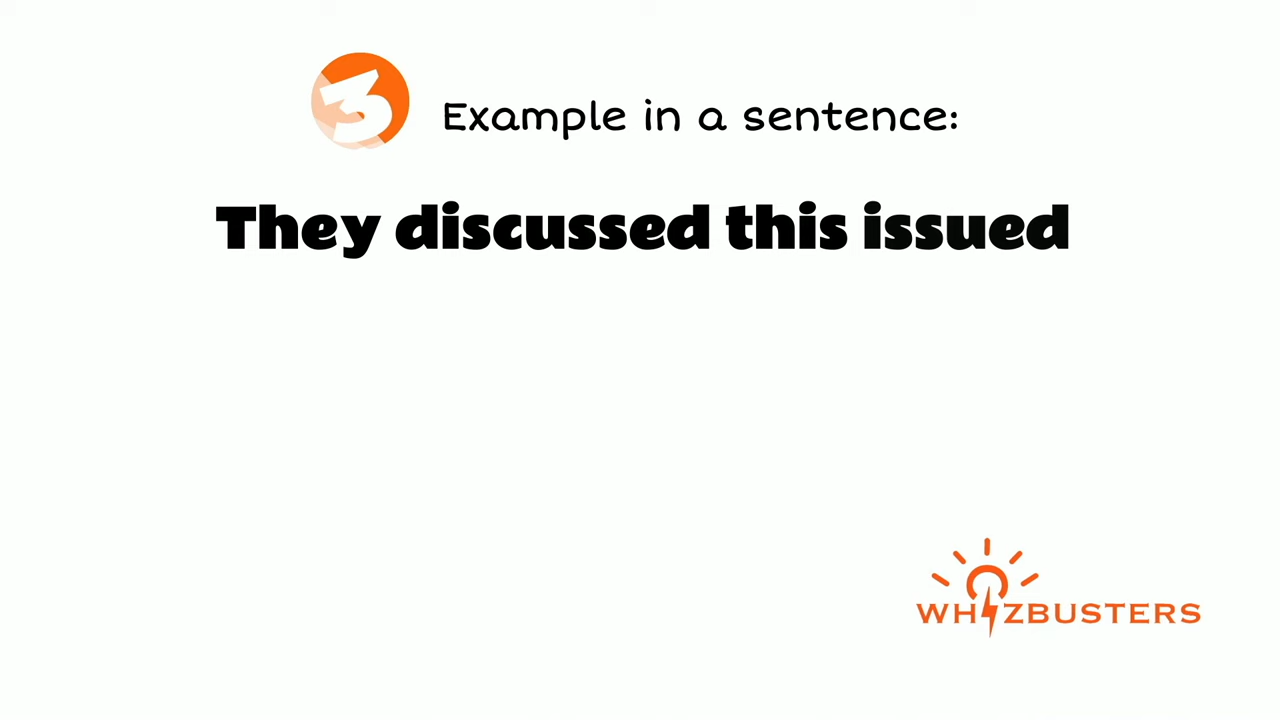 3 Example in a sentence:
They discussed this issued
WHIZBUSTERS